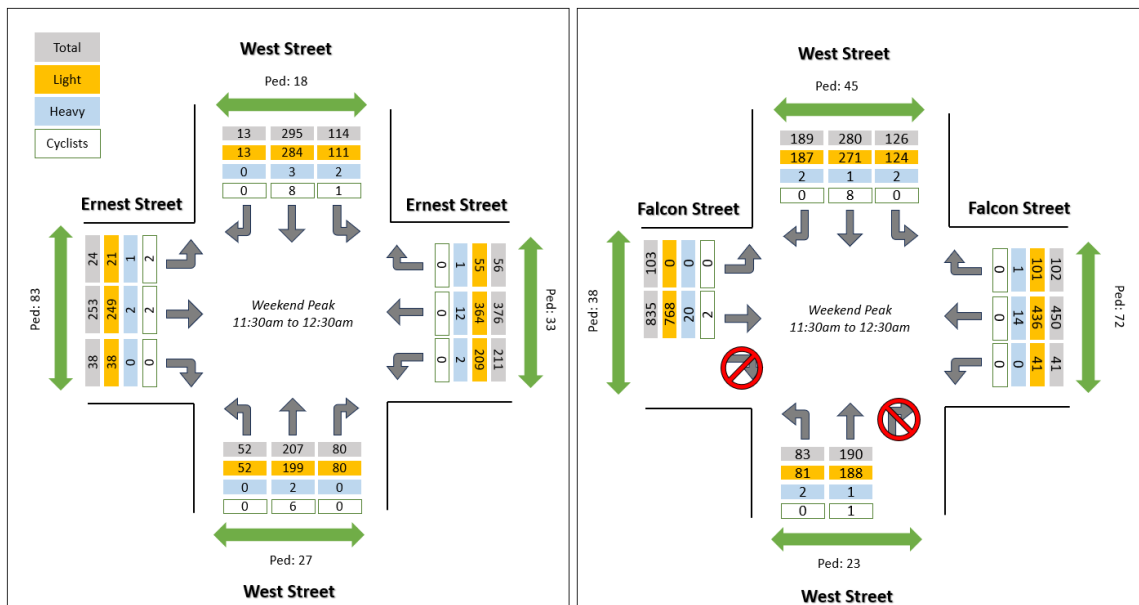 Total
Light
Heavy
Cyclists
West Street
Ped: 18
13 295 114
13 284 111
0 3 2
0 8 1
Ernest Street
Ernest Street
Ped: 83
24 21 1 2
253 249 2 2
38 38 0 0
Weekend Peak
11:30am to 12:30am
0 1 55 56
0 12 364 376
0 2 209 211
Ped: 33
52 207 80
52 199 80
0 2 0
0 6 0
Ped: 27
West Street
West Street
Ped: 45
189 280 126
187 271 124
2 1 2
0 8 0
Falcon Street
Falcon Street
Ped: 38
103 0 0 0
835 768 20 2
Weekend Peak
11:30am to 12:30am
0 1 101 102
0 14 436 450
0 0 41 41
Ped: 72
83 190
81 188
2 1
0 1
Ped: 23
West Street